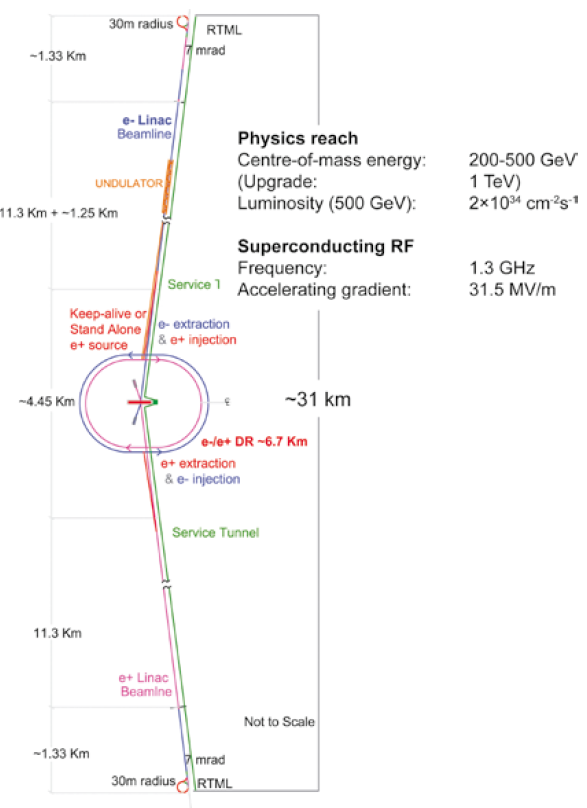 30m radius
RTML
~1.33 Km
7 mrad
e- Linac
Beamline
Physics reach
Centre-of-mass energy: 200-500 GeV
(Upgrade: 1 TeV)
Luminosity (500 GeV): 2×10³⁴ cm⁻²s⁻¹
UNDULATOR
11.3 Km + ~1.25 Km
Superconducting RF
Frequency: 1.3 GHz
Accelerating gradient: 31.5 MV/m
Service T
Keep-alive or
Stand Alone
e+ source
e- extraction
& e+ injection
~4.45 Km
~31 km
e-/e+ DR ~6.7 Km
e+ extraction
& e- injection
Service Tunnel
11.3 Km
e+ Linac
Beamlne
Not to Scale
~1.33 Km
7 mrad
30m radius
RTML